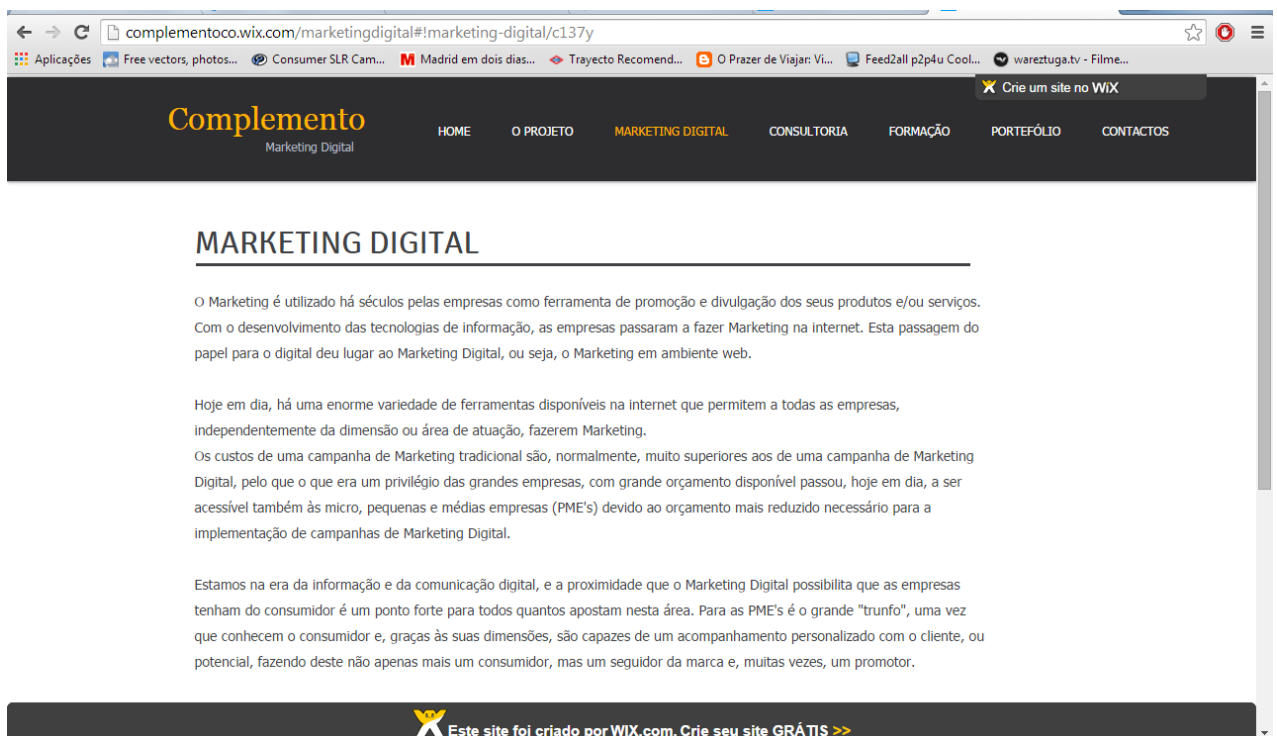 complementoco.wix.com/marketingdigital#!marketing-digital/c137y
Aplicações Free vectors, photos... Consumer SLR Cam... Madrid em dois dias... Trayecto Recomend... O Prazer de Viajar: Vi... Feed2all p2p4u Cool... wareztuga.tv - Filme...
Crie um site no WiX
Complemento
Marketing Digital
HOME O PROJETO MARKETING DIGITAL CONSULTORIA FORMAÇÃO PORTEFÓLIO CONTACTOS
MARKETING DIGITAL
O Marketing é utilizado há séculos pelas empresas como ferramenta de promoção e divulgação dos seus produtos e/ou serviços.
Com o desenvolvimento das tecnologias de informação, as empresas passaram a fazer Marketing na internet. Esta passagem do
papel para o digital deu lugar ao Marketing Digital, ou seja, o Marketing em ambiente web.
Hoje em dia, há uma enorme variedade de ferramentas disponíveis na internet que permitem a todas as empresas,
independentemente da dimensão ou área de atuação, fazerem Marketing.
Os custos de uma campanha de Marketing tradicional são, normalmente, muito superiores aos de uma campanha de Marketing
Digital, pelo que o que era um privilégio das grandes empresas, com grande orçamento disponível passou, hoje em dia, a ser
acessível também às micro, pequenas e médias empresas (PME's) devido ao orçamento mais reduzido necessário para a
implementação de campanhas de Marketing Digital.
Estamos na era da informação e da comunicação digital, e a proximidade que o Marketing Digital possibilita que as empresas
tenham do consumidor é um ponto forte para todos quantos apostam nesta área. Para as PME's é o grande "trunfo", uma vez
que conhecem o consumidor e, graças às suas dimensões, são capazes de um acompanhamento personalizado com o cliente, ou
potencial, fazendo deste não apenas mais um consumidor, mas um seguidor da marca e, muitas vezes, um promotor.
Este site foi criado por WIX.com. Crie seu site GRÁTIS >>